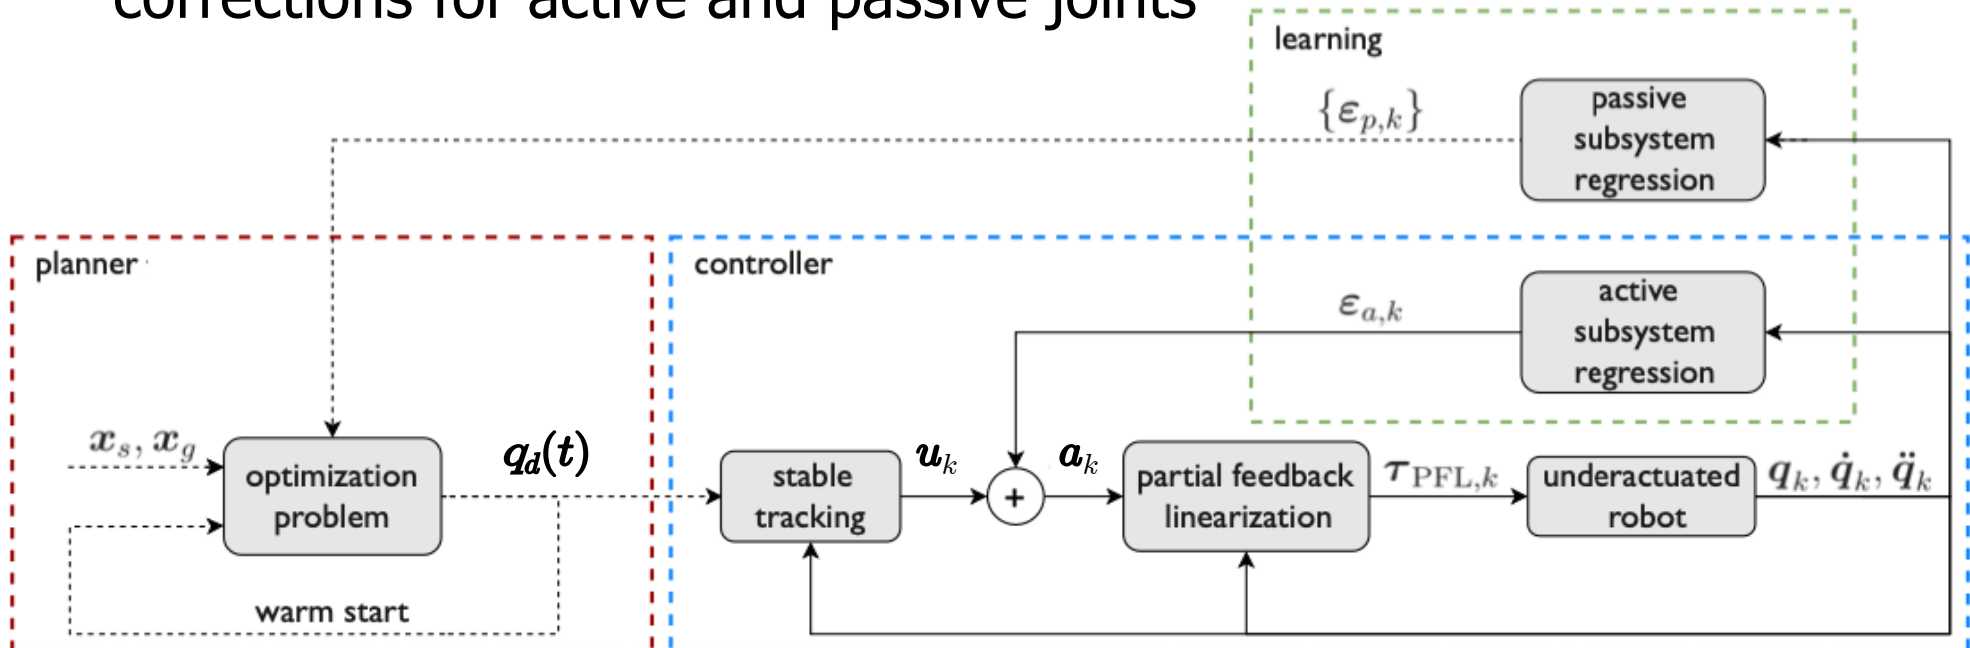 corrections for active and passive joints
learning
{ε_{p,k}}
passive
subsystem
regression
planner
controller
ε_{a,k}
active
subsystem
regression
x_s, x_g
optimization
problem
q_d(t)
stable
tracking
u_k
+
a_k
partial feedback
linearization
τ_{PFL,k}
underactuated
robot
q_k, q̇_k, q̈_k
warm start